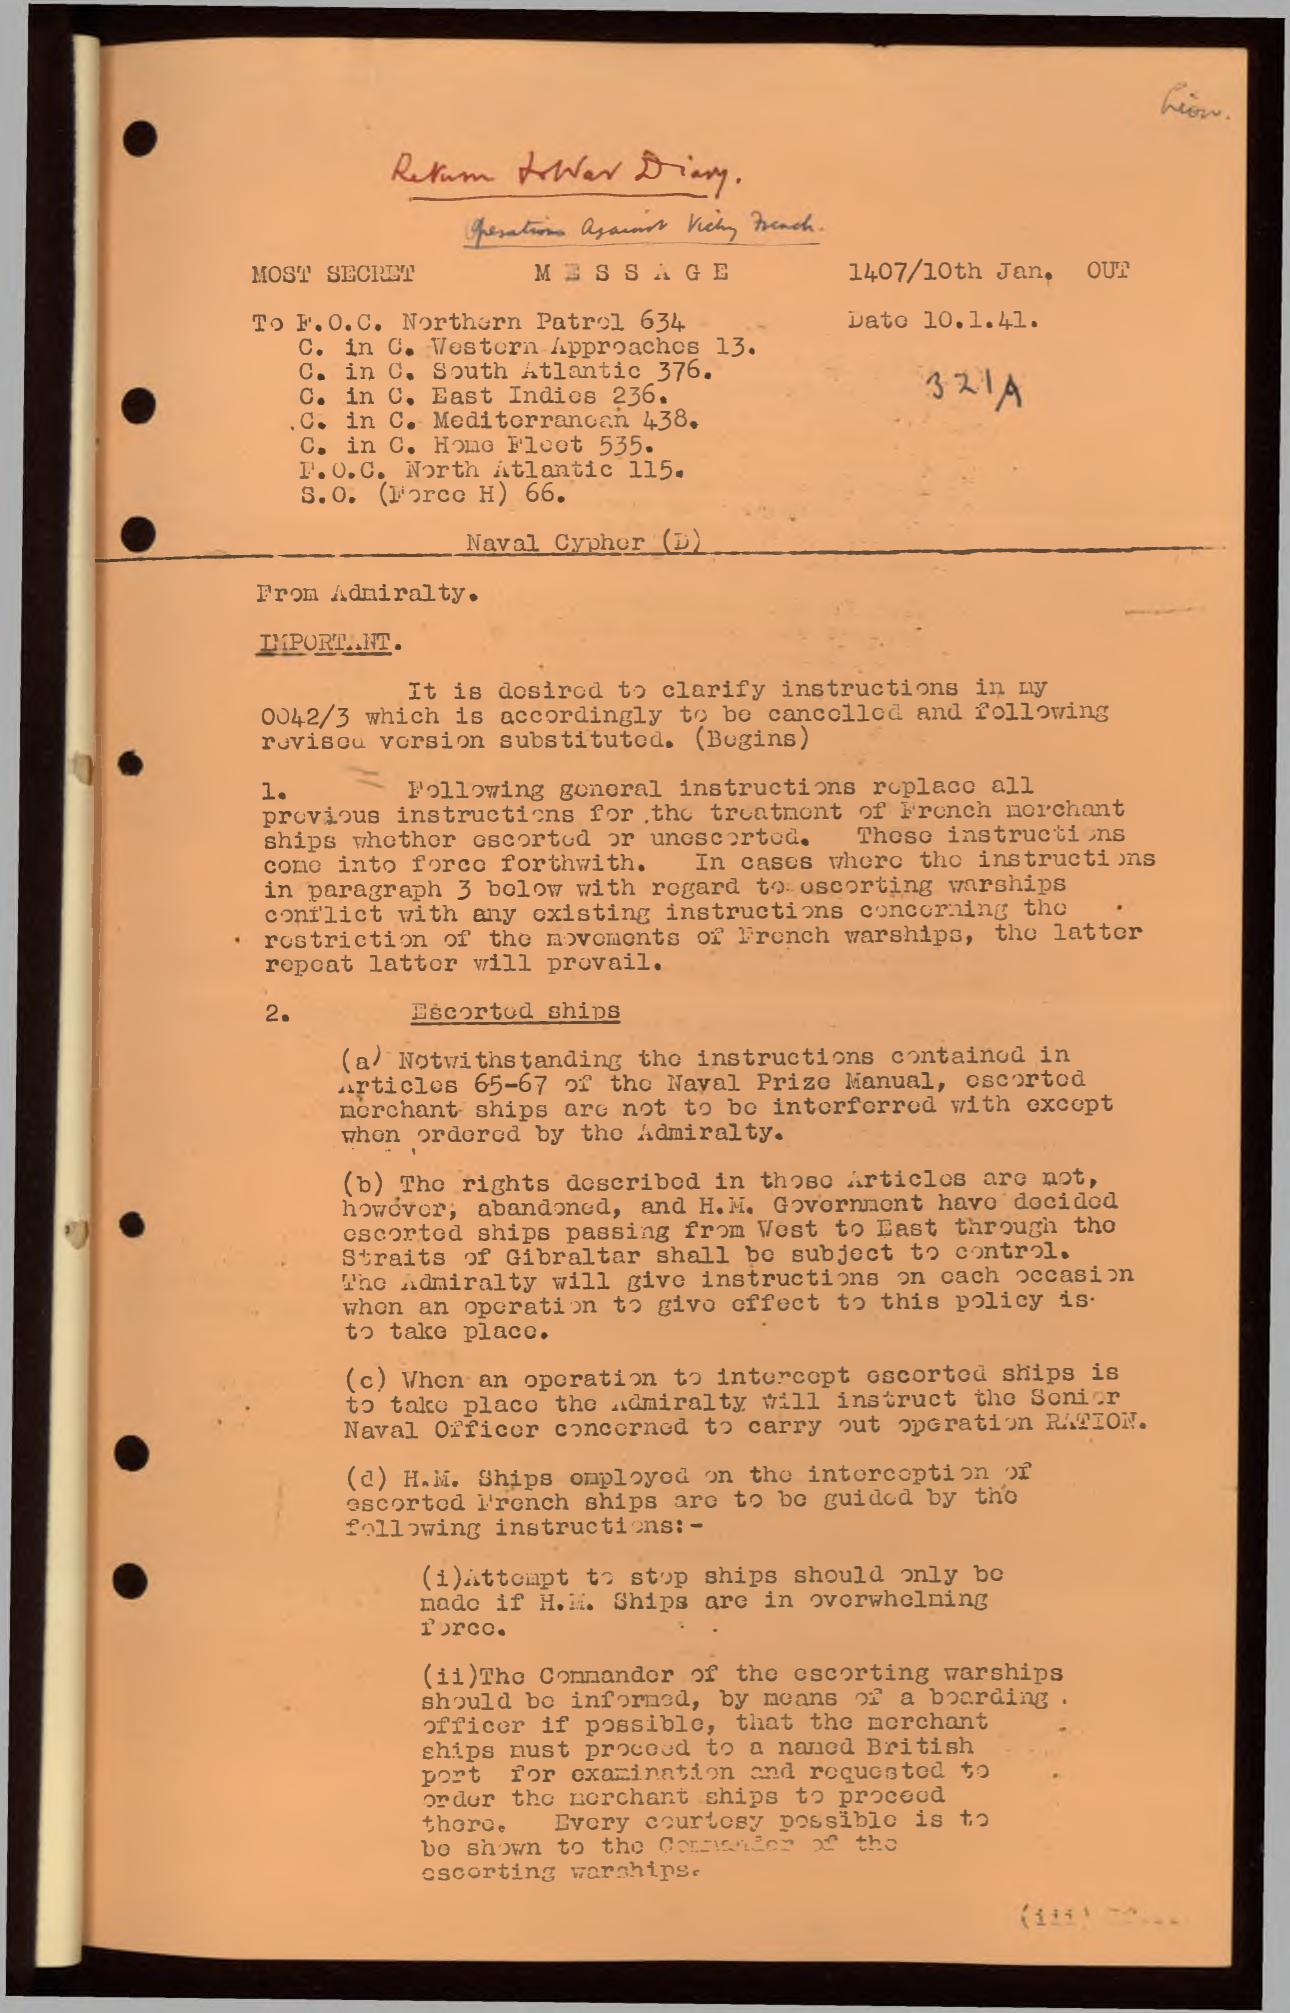 Return to War Diary.
Operations Against Vichy French.
MOST SECRET M E S S A G E 1407/10th Jan. OUT
To F.O.C. Northern Patrol 634 Date 10.1.41.
C. in C. Western Approaches 13.
C. in C. South Atlantic 376.
321A
C. in C. East Indies 236.
C. in C. Mediterranean 438.
C. in C. Home Fleet 535.
F.O.C. North Atlantic 115.
S.O. (Force H) 66.
Naval Cypher (D)
From Admiralty.
IMPORTANT.
It is desired to clarify instructions in my
0042/3 which is accordingly to be cancelled and following
revised version substituted. (Begins)
1. Following general instructions replace all
previous instructions for the treatment of French merchant
ships whether escorted or unescorted. These instructions
come into force forthwith. In cases where the instructions
in paragraph 3 below with regard to escorting warships
conflict with any existing instructions concerning the
restriction of the movements of French warships, the latter
repeat latter will prevail.
2. Escorted ships
(a) Notwithstanding the instructions contained in
Articles 65-67 of the Naval Prize Manual, escorted
merchant ships are not to be interferred with except
when ordered by the Admiralty.
(b) The rights described in those Articles are not,
however, abandoned, and H.M. Government have decided
escorted ships passing from West to East through the
Straits of Gibraltar shall be subject to control.
The Admiralty will give instructions on each occasion
when an operation to give effect to this policy is
to take place.
(c) When an operation to intercept escorted ships is
to take place the Admiralty will instruct the Senior
Naval Officer concerned to carry out operation RATION.
(d) H.M. Ships employed on the interception of
escorted French ships are to be guided by the
following instructions:-
(i)Attempt to stop ships should only be
made if H.M. Ships are in overwhelming
force.
(ii)The Commander of the escorting warships
should be informed, by means of a boarding
officer if possible, that the merchant
ships must proceed to a named British
port for examination and requested to
order the merchant ships to proceed
there. Every courtesy possible is to
be shown to the Commander of the
escorting warships.
(iii)